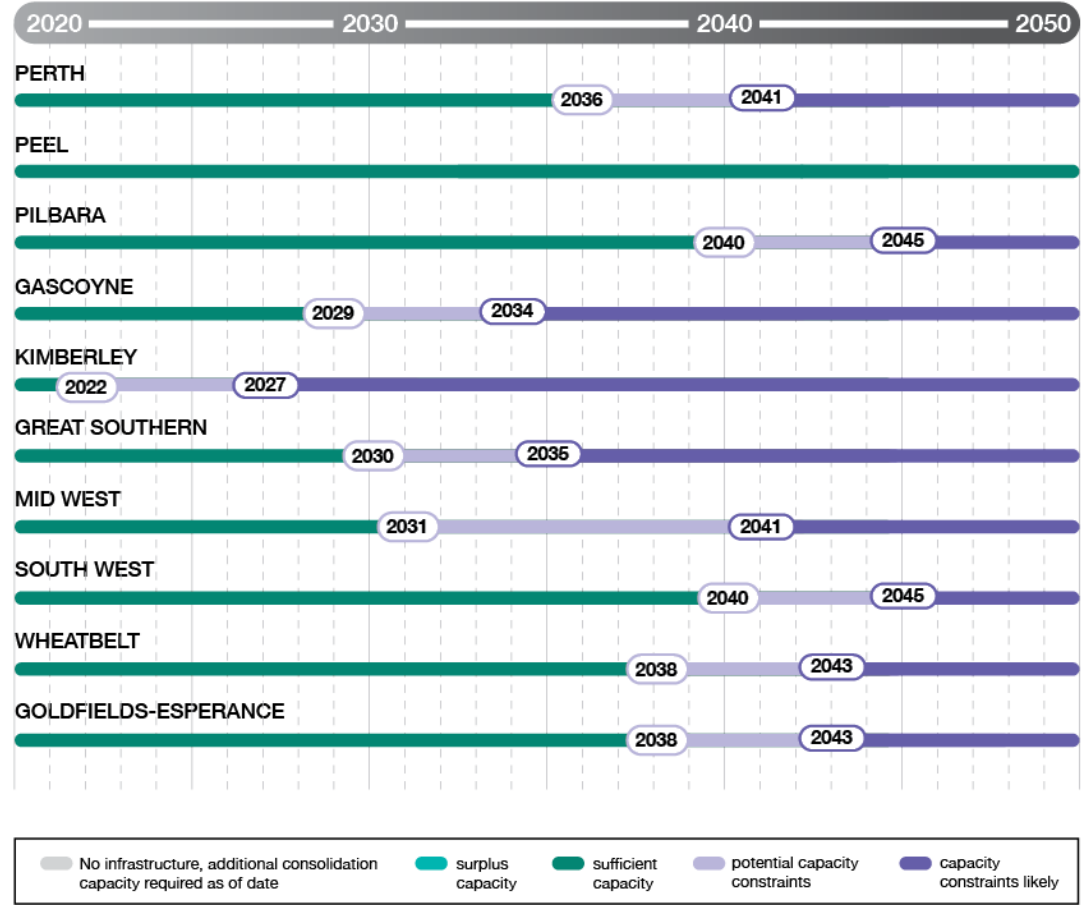 2020 2030 2040 2050
PERTH
2036 2041
PEEL
PILBARA
2040 2045
GASCOYNE
2029 2034
KIMBERLEY
2022 2027
GREAT SOUTHERN
2030 2035
MID WEST
2031 2041
SOUTH WEST
2040 2045
WHEATBELT
2038 2043
GOLDFIELDS-ESPERANCE
2038 2043
No infrastructure, additional consolidation
capacity required as of date
surplus
capacity
sufficient
capacity
potential capacity
constraints
capacity
constraints likely